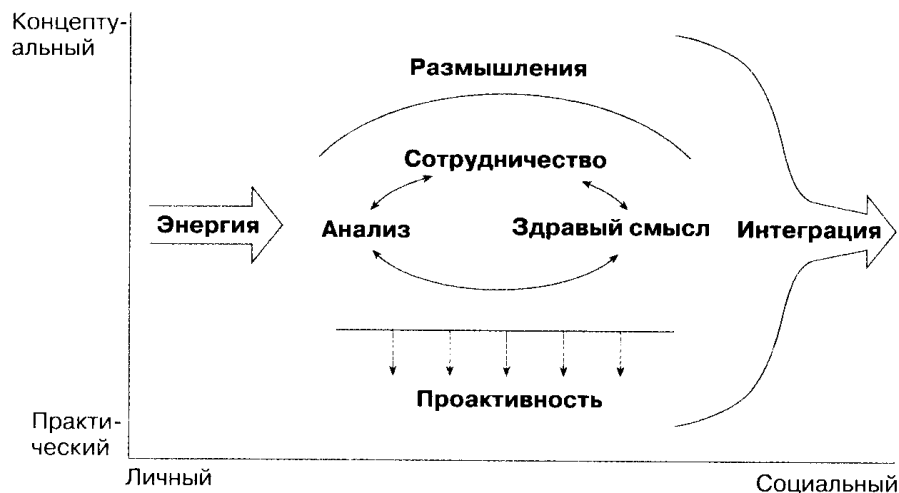 Концепту-
альный
Размышления
Сотрудничество
Энергия
Анализ
Здравый смысл
Интеграция
Проактивность
Практи-
ческий
Личный
Социальный